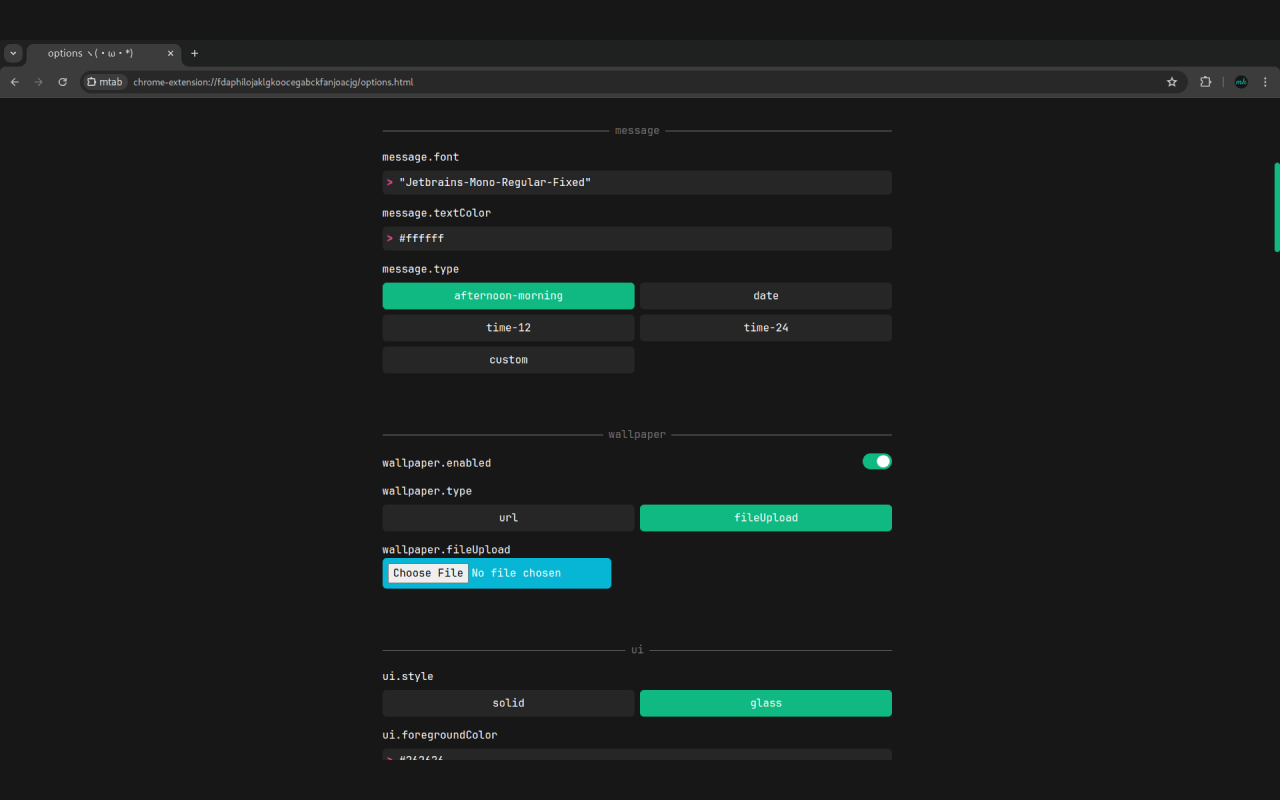 options ヽ(・ω・*)
mtab chrome-extension://fdaphilojaklgkoocegabckfanjoacjg/options.html
mh
message
message.font
> "Jetbrains-Mono-Regular-Fixed"
message.textColor
> #ffffff
message.type
afternoon-morning date
time-12 time-24
custom
wallpaper
wallpaper.enabled
wallpaper.type
url fileUpload
wallpaper.fileUpload
Choose File No file chosen
ui
ui.style
solid glass
ui.foregroundColor
> #262626